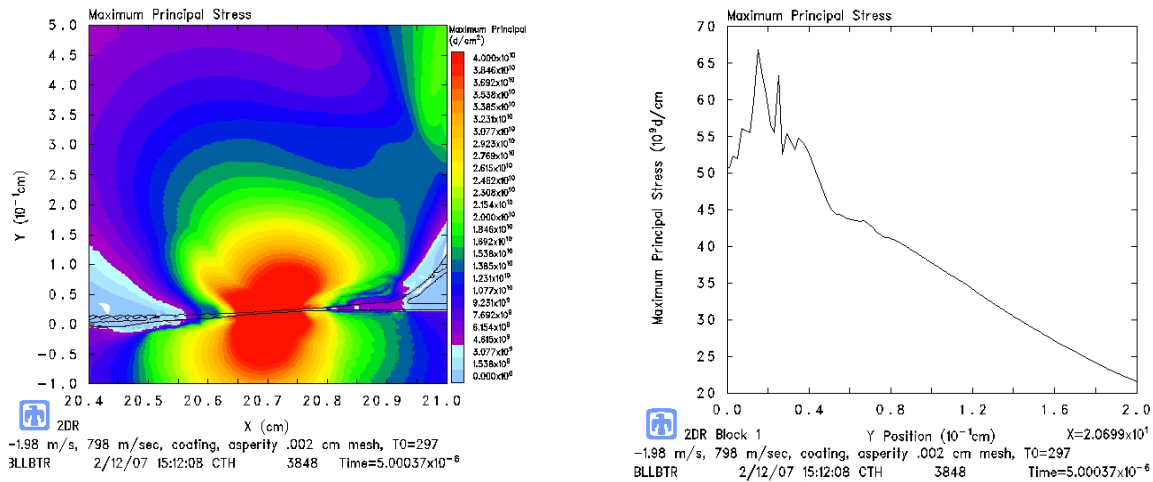 Maximum Principal Stress
Maximum Principal
(d/cm²)
4.000x10¹⁰
3.846x10¹⁰
3.692x10¹⁰
3.538x10¹⁰
3.385x10¹⁰
3.231x10¹⁰
3.077x10¹⁰
2.923x10¹⁰
2.769x10¹⁰
2.615x10¹⁰
2.462x10¹⁰
2.308x10¹⁰
2.154x10¹⁰
2.000x10¹⁰
1.846x10¹⁰
1.692x10¹⁰
1.538x10¹⁰
1.385x10¹⁰
1.231x10¹⁰
1.077x10¹⁰
9.231x10⁹
7.692x10⁹
6.154x10⁹
4.615x10⁹
3.077x10⁹
1.538x10⁹
5.0
4.5
4.0
3.5
3.0
2.5
2.0
1.5
1.0
0.5
0.0
-0.5
-1.0
Y (10⁻¹cm)
20.4 20.5 20.6 20.7 20.8 20.9 21.0
X (cm)
2DR
-1.98 m/s, 798 m/sec, coating, asperity .002 cm mesh, T0=297
BLLBTR 2/12/07 15:12:08 CTH 3848 Time=5.00037x10⁻⁶
Maximum Principal Stress
70
65
60
55
50
45
40
35
30
25
20
Maximum Principal Stress (10⁹d/cm
0.0 0.4 0.8 1.2 1.6 2.0
Y Position (10⁻¹cm)
X=2.0699x10¹
2DR Block 1
-1.98 m/s, 798 m/sec, coating, asperity .002 cm mesh, T0=297
BLLBTR 2/12/07 15:12:08 CTH 3848 Time=5.00037x10⁻⁶